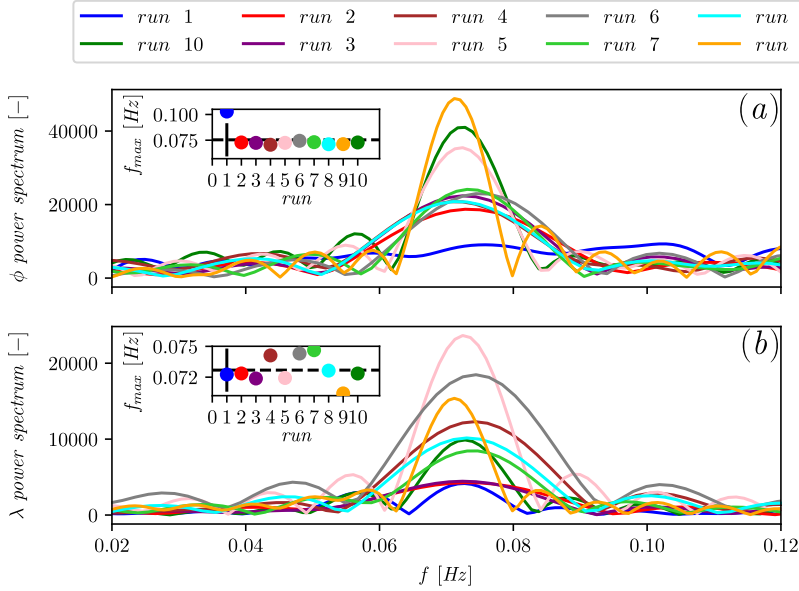 run 1 run 2 run 4 run 6 run
run 10 run 3 run 5 run 7 run
(a)
ϕ power spectrum [−]
40000
20000
0
f_max [Hz]
0.100
0.075
0 1 2 3 4 5 6 7 8 9 10
run
(b)
λ power spectrum [−]
20000
10000
0
f_max [Hz]
0.075
0.072
0 1 2 3 4 5 6 7 8 9 10
run
0.02 0.04 0.06 0.08 0.10 0.12
f [Hz]